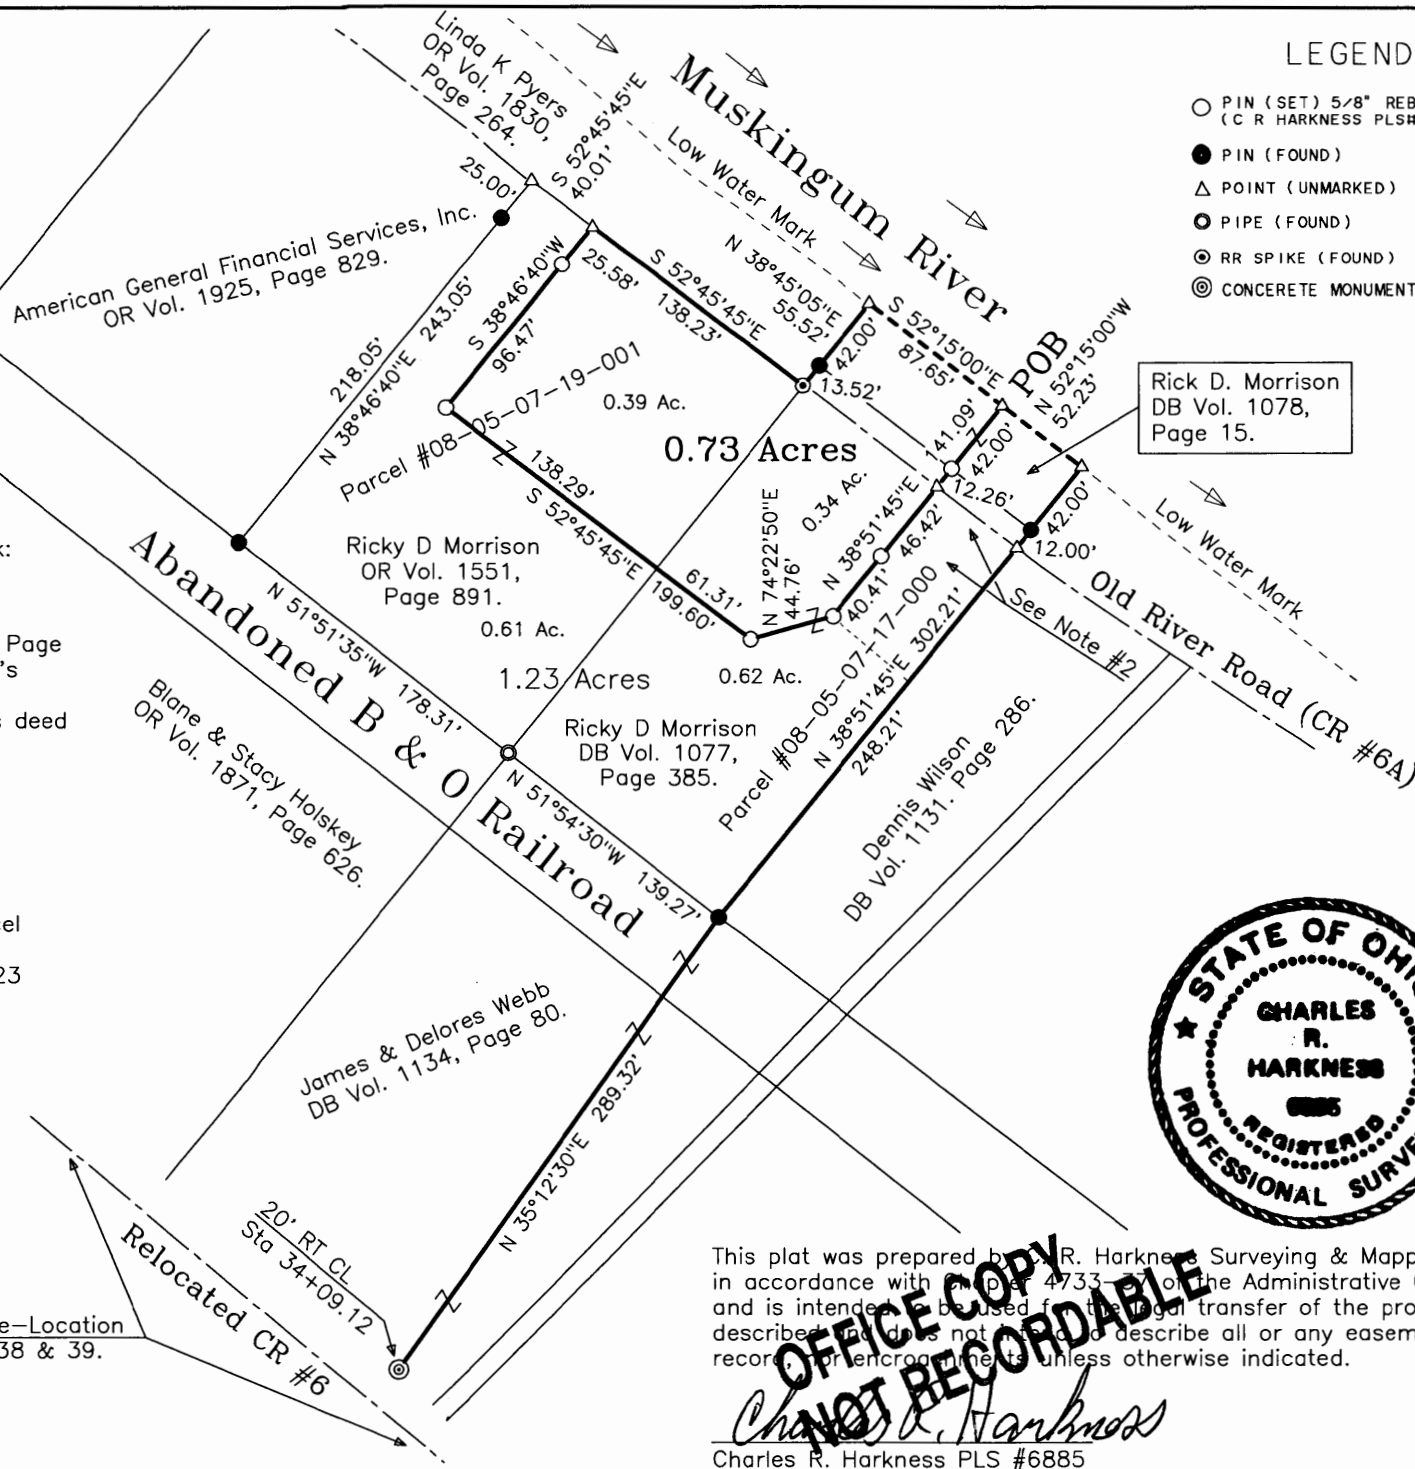 LEGEND
PIN (SET) 5/8" REB
(C R HARKNESS PLS#
PIN (FOUND)
POINT (UNMARKED)
PIPE (FOUND)
RR SPIKE (FOUND)
CONCERETE MONUMENT
Linda K Pyers
OR Vol. 1830,
Page 264.
S 52°45'45"E
40.01'
25.00'
Muskingum River
Low Water Mark
American General Financial Services, Inc.
OR Vol. 1925, Page 829.
218.05'
N 38°46'40"E 243.05'
S 38°46'40"W
96.47'
25.58'
S 52°45'45"E
138.23'
N 38°45'05"E
55.52'
42.00'
13.52'
S 52°15'00"E
87.65'
POB
N 52°15'00"W
52.23'
Rick D. Morrison
DB Vol. 1078,
Page 15.
Parcel #08-05-07-19-001
0.39 Ac.
0.73 Acres
0.34 Ac.
141.09'
Z
42.00'
12.26'
42.00'
12.00'
Low Water Mark
Z
138.29'
S 52°45'45"E 199.60'
61.31'
N 74°22'50"E
44.76'
N 38°51'45"E
46.42'
Z
40.41'
Old River Road (CR #6A)
See Note #2
k:
Page
's
s deed
cel
23
Ricky D Morrison
OR Vol. 1551,
Page 891.
0.61 Ac.
1.23 Acres
0.62 Ac.
Ricky D Morrison
DB Vol. 1077,
Page 385.
Abandoned B & O Railroad
N 51°51'35"W 178.31'
N 51°54'30"W 139.27'
Blane & Stacy Holskey
OR Vol. 1871, Page 626.
Parcel #08-05-07-17-000
N 38°51'45"E 302.21'
248.21'
Dennis Wilson
DB Vol. 1131. Page 286.
James & Delores Webb
DB Vol. 1134, Page 80.
Z
Z
N 35°12'30"E 289.32'
Z
20' RT CL
Sta 34+09.12
Relocated CR #6
e-Location
38 & 39.
STATE OF OHI
CHARLES
R.
HARKNESS
REGISTERED
PROFESSIONAL SURVE
This plat was prepared by C. R. Harkness Surveying & Mapp
in accordance with Chapter 4733-37 of the Administrative
and is intended to be used for the legal transfer of the pro
described and does not intend to describe all or any easem
record, nor encroachments unless otherwise indicated.
OFFICE COPY
NOT RECORDABLE
Charles R. Harkness
Charles R. Harkness PLS #6885